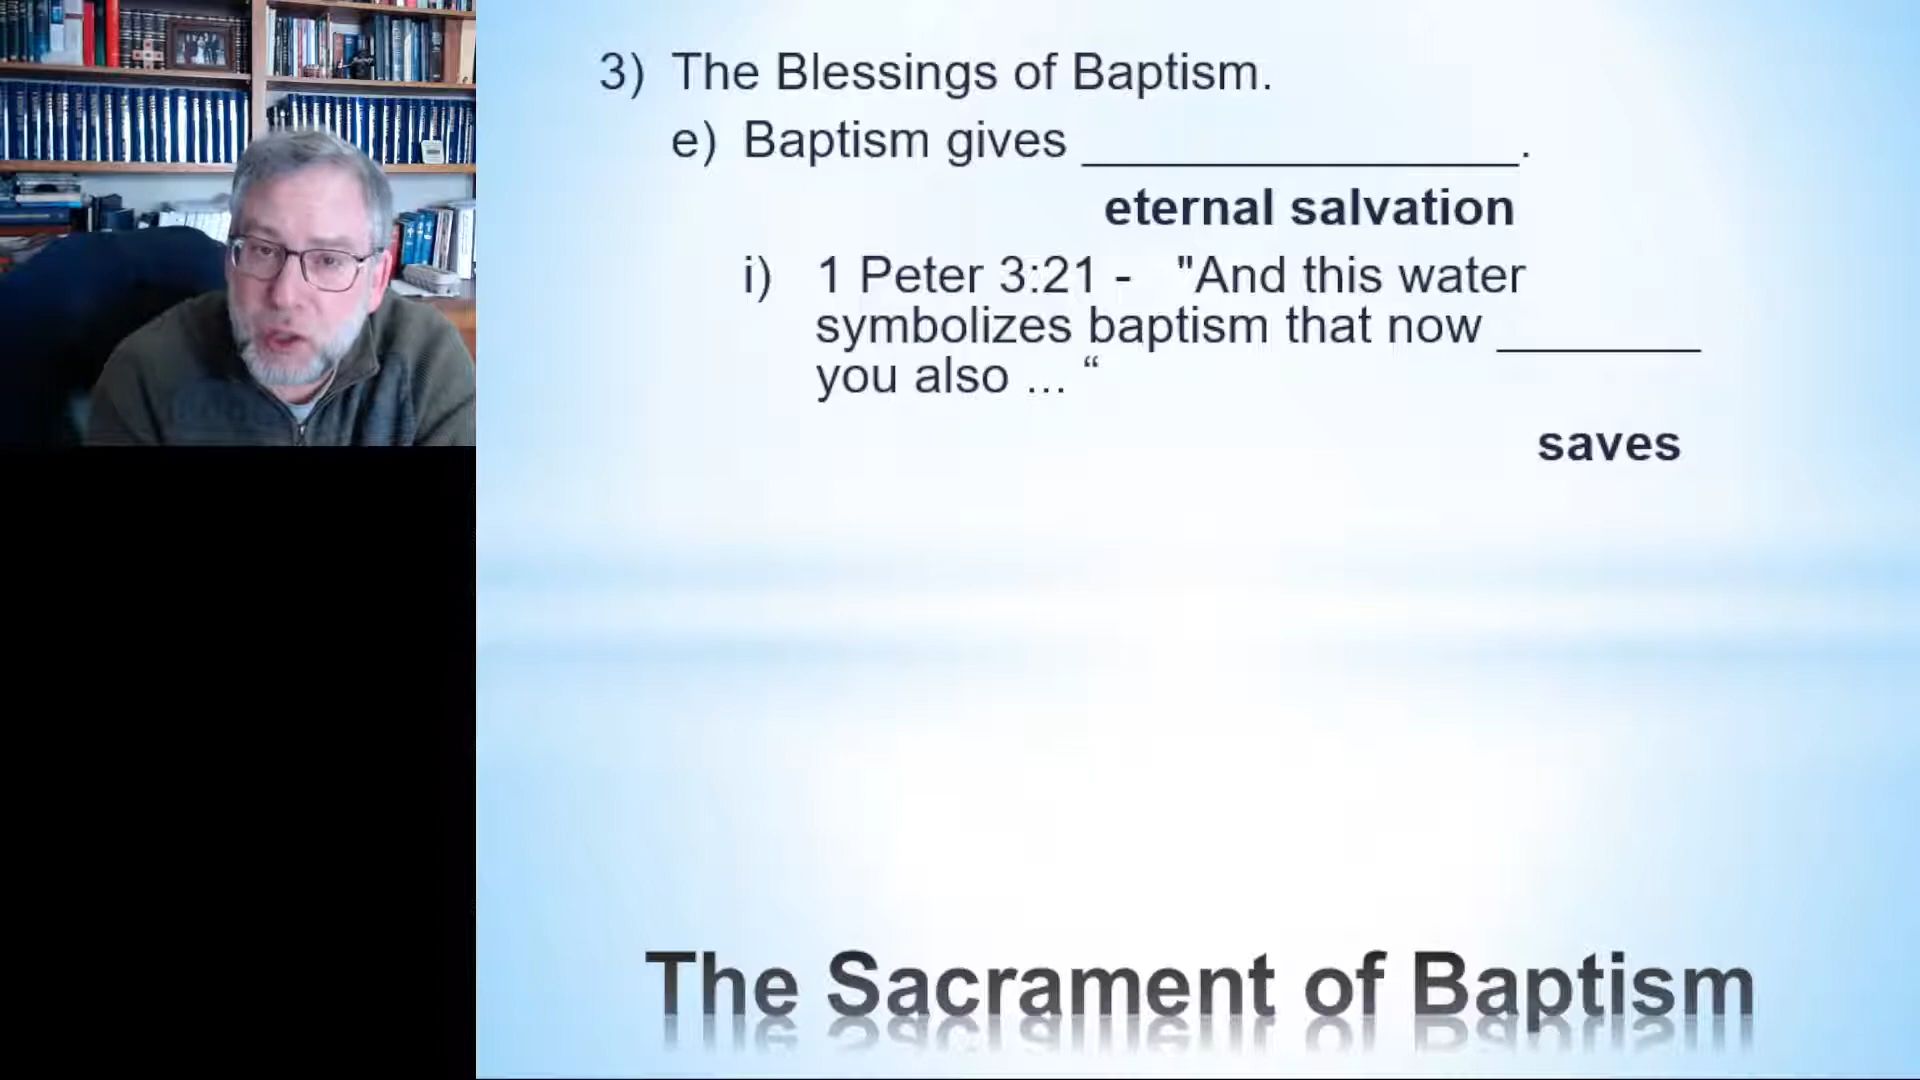 3) The Blessings of Baptism.
e) Baptism gives ________________.
eternal salvation
i) 1 Peter 3:21 - "And this water
symbolizes baptism that now ________
you also ... “
saves
The Sacrament of Baptism